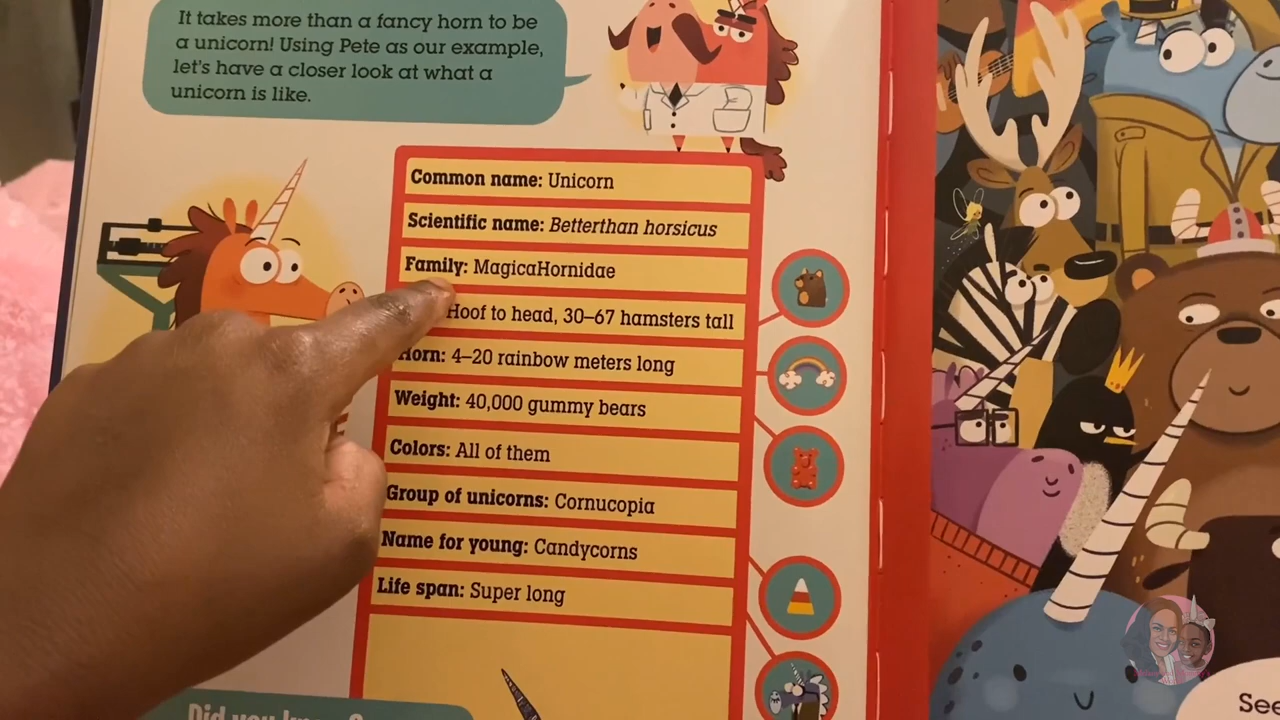 It takes more than a fancy horn to be
a unicorn! Using Pete as our example,
let's have a closer look at what a
unicorn is like.
Common name: Unicorn
Scientific name: Betterthan horsicus
Family: MagicaHornidae
Hoof to head, 30–67 hamsters tall
Horn: 4–20 rainbow meters long
Weight: 40,000 gummy bears
Colors: All of them
Group of unicorns: Cornucopia
Name for young: Candycorns
Life span: Super long
Did you know?
See